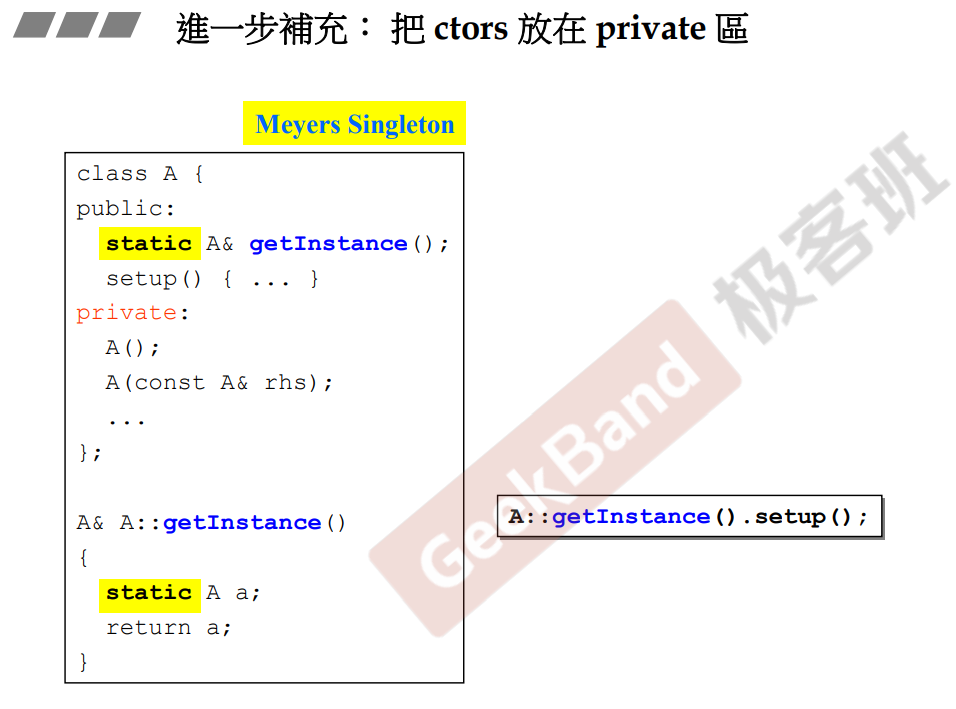 進一步補充： 把 ctors 放在 private 區
Meyers Singleton
class A {
public:
static A& getInstance();
setup() { ... }
private:
A();
A(const A& rhs);
...
};
A& A::getInstance()
{
static A a;
return a;
}
A::getInstance().setup();
GeekBand 极客班